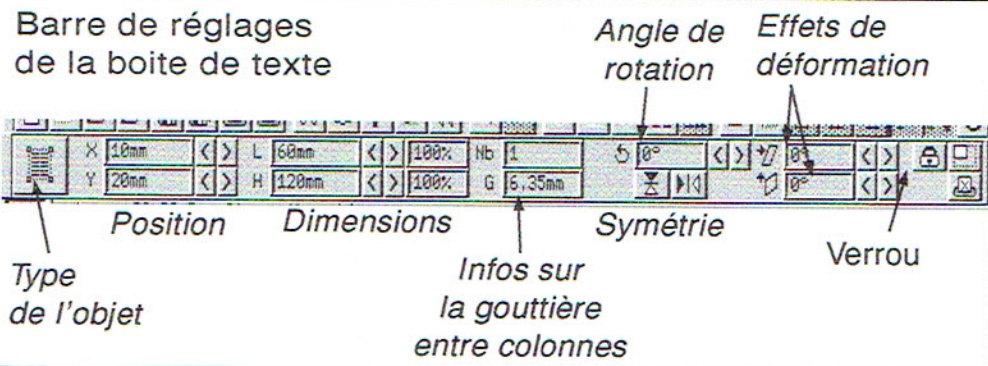 Barre de réglages
de la boite de texte
Angle de
rotation
Effets de
déformation
X 10mm L 60mm 100% Nb 1 0° 0°
Y 20mm H 120mm 100% G 6,35mm 0°
Position Dimensions Symétrie
Verrou
Type
de l'objet
Infos sur
la gouttière
entre colonnes